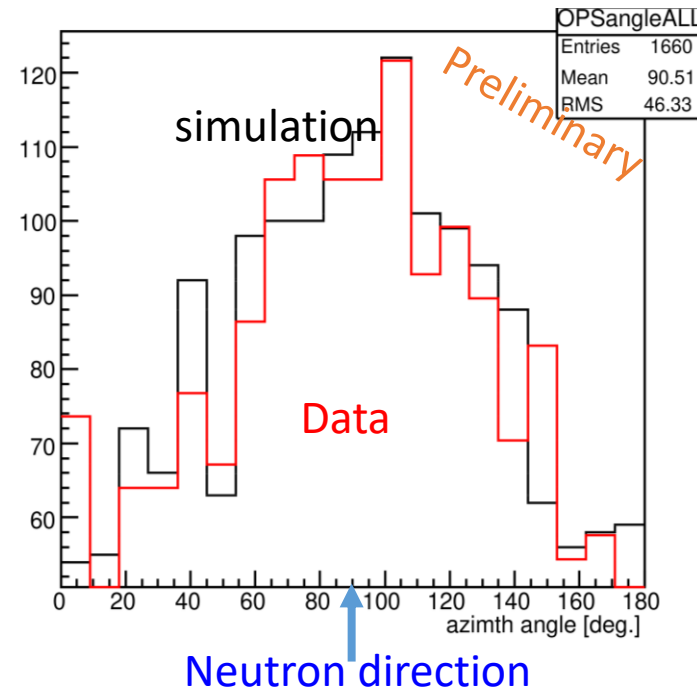 OPSangleALL
Entries 1660
Mean 90.51
RMS 46.33
Preliminary
simulation
Data
120
110
100
90
80
70
60
0 20 40 60 80 100 120 140 160 180
azimth angle [deg.]
Neutron direction